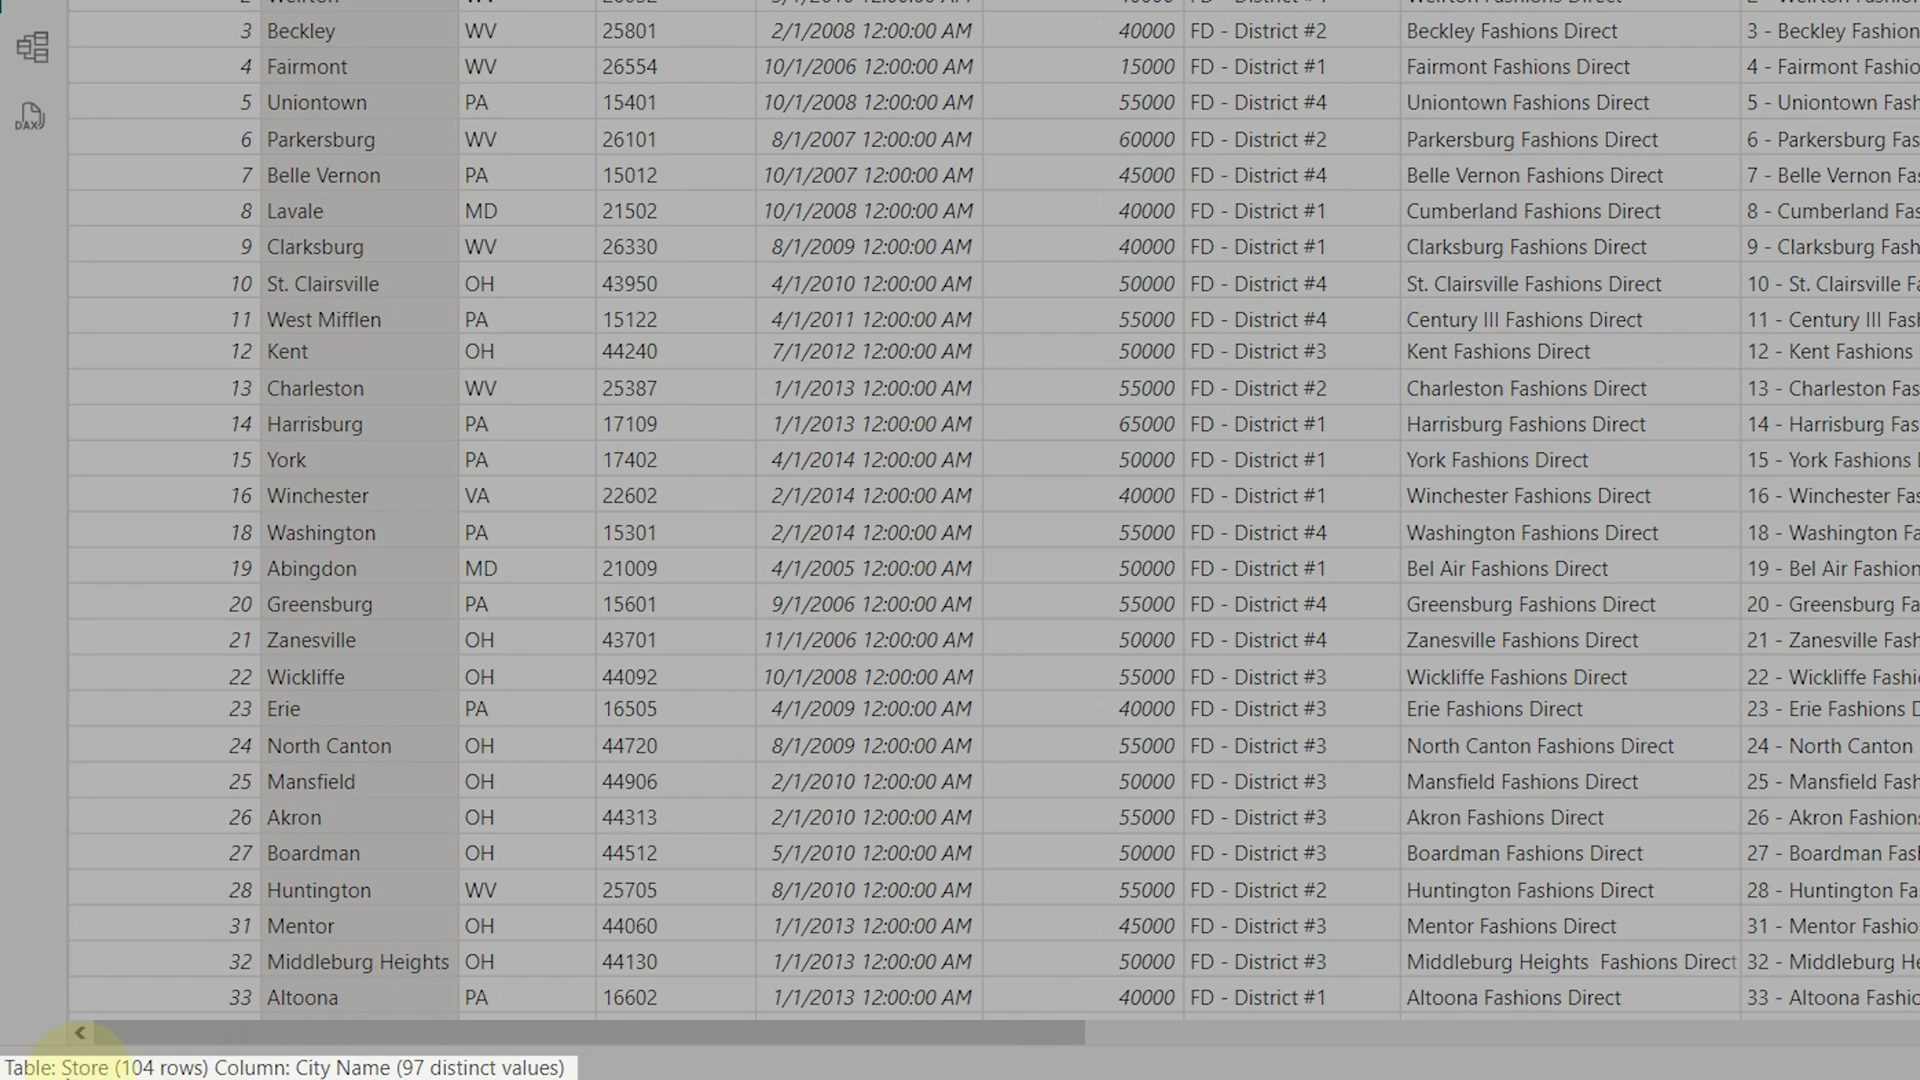 3 Beckley WV 25801 2/1/2008 12:00:00 AM 40000 FD - District #2 Beckley Fashions Direct 3 - Beckley Fashion
4 Fairmont WV 26554 10/1/2006 12:00:00 AM 15000 FD - District #1 Fairmont Fashions Direct 4 - Fairmont Fashio
5 Uniontown PA 15401 10/1/2008 12:00:00 AM 55000 FD - District #4 Uniontown Fashions Direct 5 - Uniontown Fash
6 Parkersburg WV 26101 8/1/2007 12:00:00 AM 60000 FD - District #2 Parkersburg Fashions Direct 6 - Parkersburg Fas
DAX
7 Belle Vernon PA 15012 10/1/2007 12:00:00 AM 45000 FD - District #4 Belle Vernon Fashions Direct 7 - Belle Vernon Fas
8 Lavale MD 21502 10/1/2008 12:00:00 AM 40000 FD - District #1 Cumberland Fashions Direct 8 - Cumberland Fas
9 Clarksburg WV 26330 8/1/2009 12:00:00 AM 40000 FD - District #1 Clarksburg Fashions Direct 9 - Clarksburg Fash
10 St. Clairsville OH 43950 4/1/2010 12:00:00 AM 50000 FD - District #4 St. Clairsville Fashions Direct 10 - St. Clairsville Fa
11 West Mifflen PA 15122 4/1/2011 12:00:00 AM 55000 FD - District #4 Century III Fashions Direct 11 - Century III Fash
12 Kent OH 44240 7/1/2012 12:00:00 AM 50000 FD - District #3 Kent Fashions Direct 12 - Kent Fashions
13 Charleston WV 25387 1/1/2013 12:00:00 AM 55000 FD - District #2 Charleston Fashions Direct 13 - Charleston Fas
14 Harrisburg PA 17109 1/1/2013 12:00:00 AM 65000 FD - District #1 Harrisburg Fashions Direct 14 - Harrisburg Fas
15 York PA 17402 4/1/2014 12:00:00 AM 50000 FD - District #1 York Fashions Direct 15 - York Fashions
16 Winchester VA 22602 2/1/2014 12:00:00 AM 40000 FD - District #1 Winchester Fashions Direct 16 - Winchester Fas
18 Washington PA 15301 2/1/2014 12:00:00 AM 55000 FD - District #4 Washington Fashions Direct 18 - Washington Fa
19 Abingdon MD 21009 4/1/2005 12:00:00 AM 50000 FD - District #1 Bel Air Fashions Direct 19 - Bel Air Fashion
20 Greensburg PA 15601 9/1/2006 12:00:00 AM 55000 FD - District #4 Greensburg Fashions Direct 20 - Greensburg Fa
21 Zanesville OH 43701 11/1/2006 12:00:00 AM 50000 FD - District #4 Zanesville Fashions Direct 21 - Zanesville Fash
22 Wickliffe OH 44092 10/1/2008 12:00:00 AM 55000 FD - District #3 Wickliffe Fashions Direct 22 - Wickliffe Fashi
23 Erie PA 16505 4/1/2009 12:00:00 AM 40000 FD - District #3 Erie Fashions Direct 23 - Erie Fashions D
24 North Canton OH 44720 8/1/2009 12:00:00 AM 55000 FD - District #3 North Canton Fashions Direct 24 - North Canton
25 Mansfield OH 44906 2/1/2010 12:00:00 AM 50000 FD - District #3 Mansfield Fashions Direct 25 - Mansfield Fash
26 Akron OH 44313 2/1/2010 12:00:00 AM 55000 FD - District #3 Akron Fashions Direct 26 - Akron Fashions
27 Boardman OH 44512 5/1/2010 12:00:00 AM 50000 FD - District #3 Boardman Fashions Direct 27 - Boardman Fas
28 Huntington WV 25705 8/1/2010 12:00:00 AM 55000 FD - District #2 Huntington Fashions Direct 28 - Huntington Fas
31 Mentor OH 44060 1/1/2013 12:00:00 AM 45000 FD - District #3 Mentor Fashions Direct 31 - Mentor Fashio
32 Middleburg Heights OH 44130 1/1/2013 12:00:00 AM 50000 FD - District #3 Middleburg Heights  Fashions Direct 32 - Middleburg He
33 Altoona PA 16602 1/1/2013 12:00:00 AM 40000 FD - District #1 Altoona Fashions Direct 33 - Altoona Fashio
Table: Store (104 rows) Column: City Name (97 distinct values)